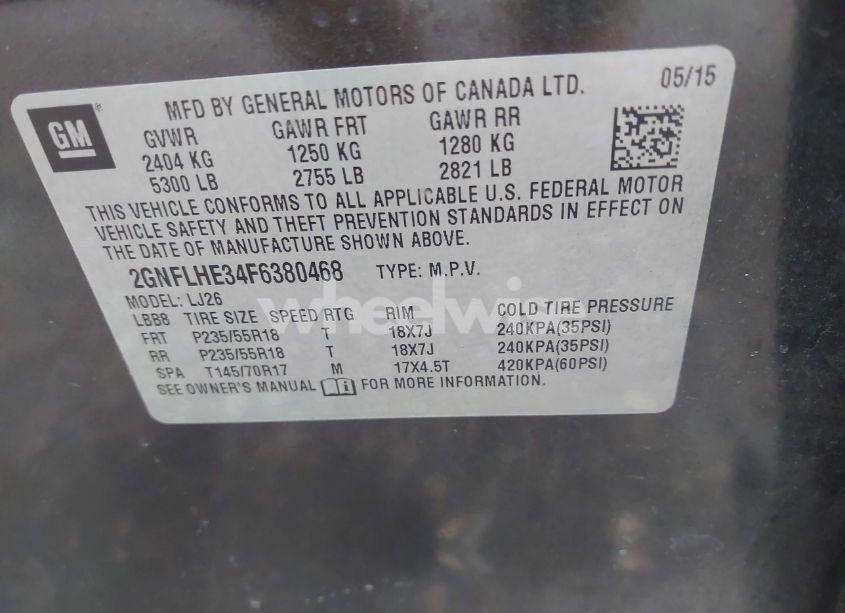 GM®
MFD BY GENERAL MOTORS OF CANADA LTD. 05/15
GVWR GAWR FRT GAWR RR
2404 KG 1250 KG 1280 KG
5300 LB 2755 LB 2821 LB
THIS VEHICLE CONFORMS TO ALL APPLICABLE U.S. FEDERAL MOTOR
VEHICLE SAFETY AND THEFT PREVENTION STANDARDS IN EFFECT ON
THE DATE OF MANUFACTURE SHOWN ABOVE.
2GNFLHE34F6380468 TYPE: M.P.V.
MODEL: LJ26
LBB8 TIRE SIZE SPEED RTG RIM COLD TIRE PRESSURE
FRT P235/55R18 T 18X7J 240KPA(35PSI)
RR P235/55R18 T 18X7J 240KPA(35PSI)
SPA T145/70R17 M 17X4.5T 420KPA(60PSI)
SEE OWNER'S MANUAL FOR MORE INFORMATION.
wheelwise